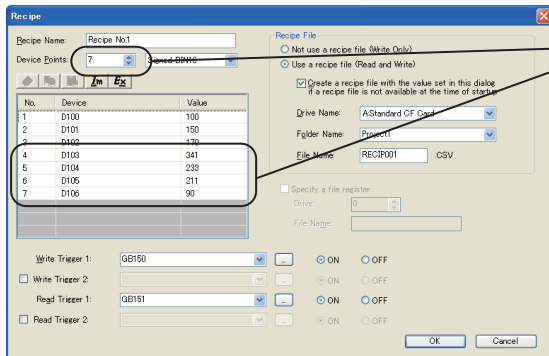 Recipe
Recipe Name: Recipe No.1
Device Points: 7 Signed BIN16
Im Ex
No. Device Value
1 D100 100
2 D101 150
3 D102 170
4 D103 341
5 D104 233
6 D105 211
7 D106 90
Recipe File
Not use a recipe file (Write Only)
Use a recipe file (Read and Write)
Create a recipe file with the value set in this dialog
if a recipe file is not available at the time of startup
Drive Name: A:Standard CF Card
Folder Name: Project1
File Name: RECIP001 .CSV
Specify a file register
Drive: 0
File Name:
Write Trigger 1: GB150 ... ON OFF
Write Trigger 2: ... ON OFF
Read Trigger 1: GB151 ... ON OFF
Read Trigger 2: ... ON OFF
OK Cancel